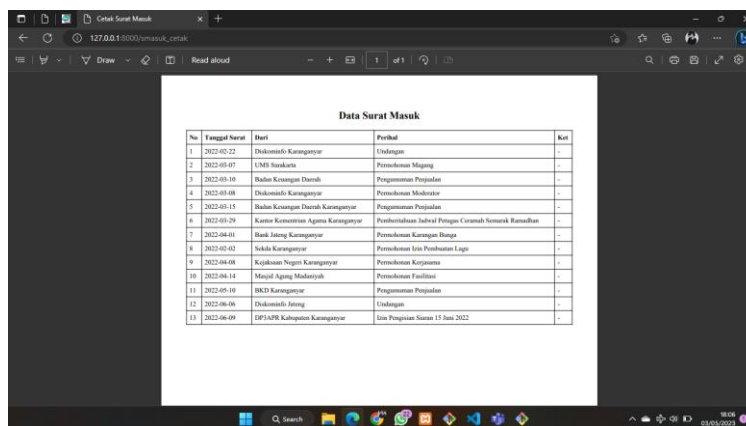 Cetak Surat Masuk
127.0.0.1:8000/smasuk_cetak
Draw Read aloud 1 of 1
Data Surat Masuk
No Tanggal Surat Dari Perihal Ket
1 2022-02-22 Diskominfo Karanganyar Undangan -
2 2022-03-07 UMS Surakarta Permohonan Magang -
3 2022-03-10 Badan Keuangan Daerah Pengumuman Penjualan -
4 2022-03-08 Diskominfo Karanganyar Permohonan Moderator -
5 2022-03-15 Badan Keuangan Daerah Karanganyar Pengumuman Penjualan -
6 2022-03-29 Kantor Kementrian Agama Karanganyar Pemberitahuan Jadwal Petugas Ceramah Semarak Ramadhan -
7 2022-04-01 Bank Jateng Karanganyar Permohonan Karangan Bunga -
8 2022-02-02 Sekda Karanganyar Permohonan Izin Pembuatan Lagu -
9 2022-04-08 Kejaksaan Negeri Karanganyar Permohonan Kerjasama -
10 2022-04-14 Masjid Agung Madaniyah Permohonan Fasilitasi -
11 2022-05-10 BKD Karanganyar Pengumuman Penjualan -
12 2022-06-06 Diskominfo Jateng Undangan -
13 2022-06-09 DP3APR Kabupaten Karanganyar Izin Pengisian Siaran 15 Juni 2022 -
Search
18:06
03/05/2023